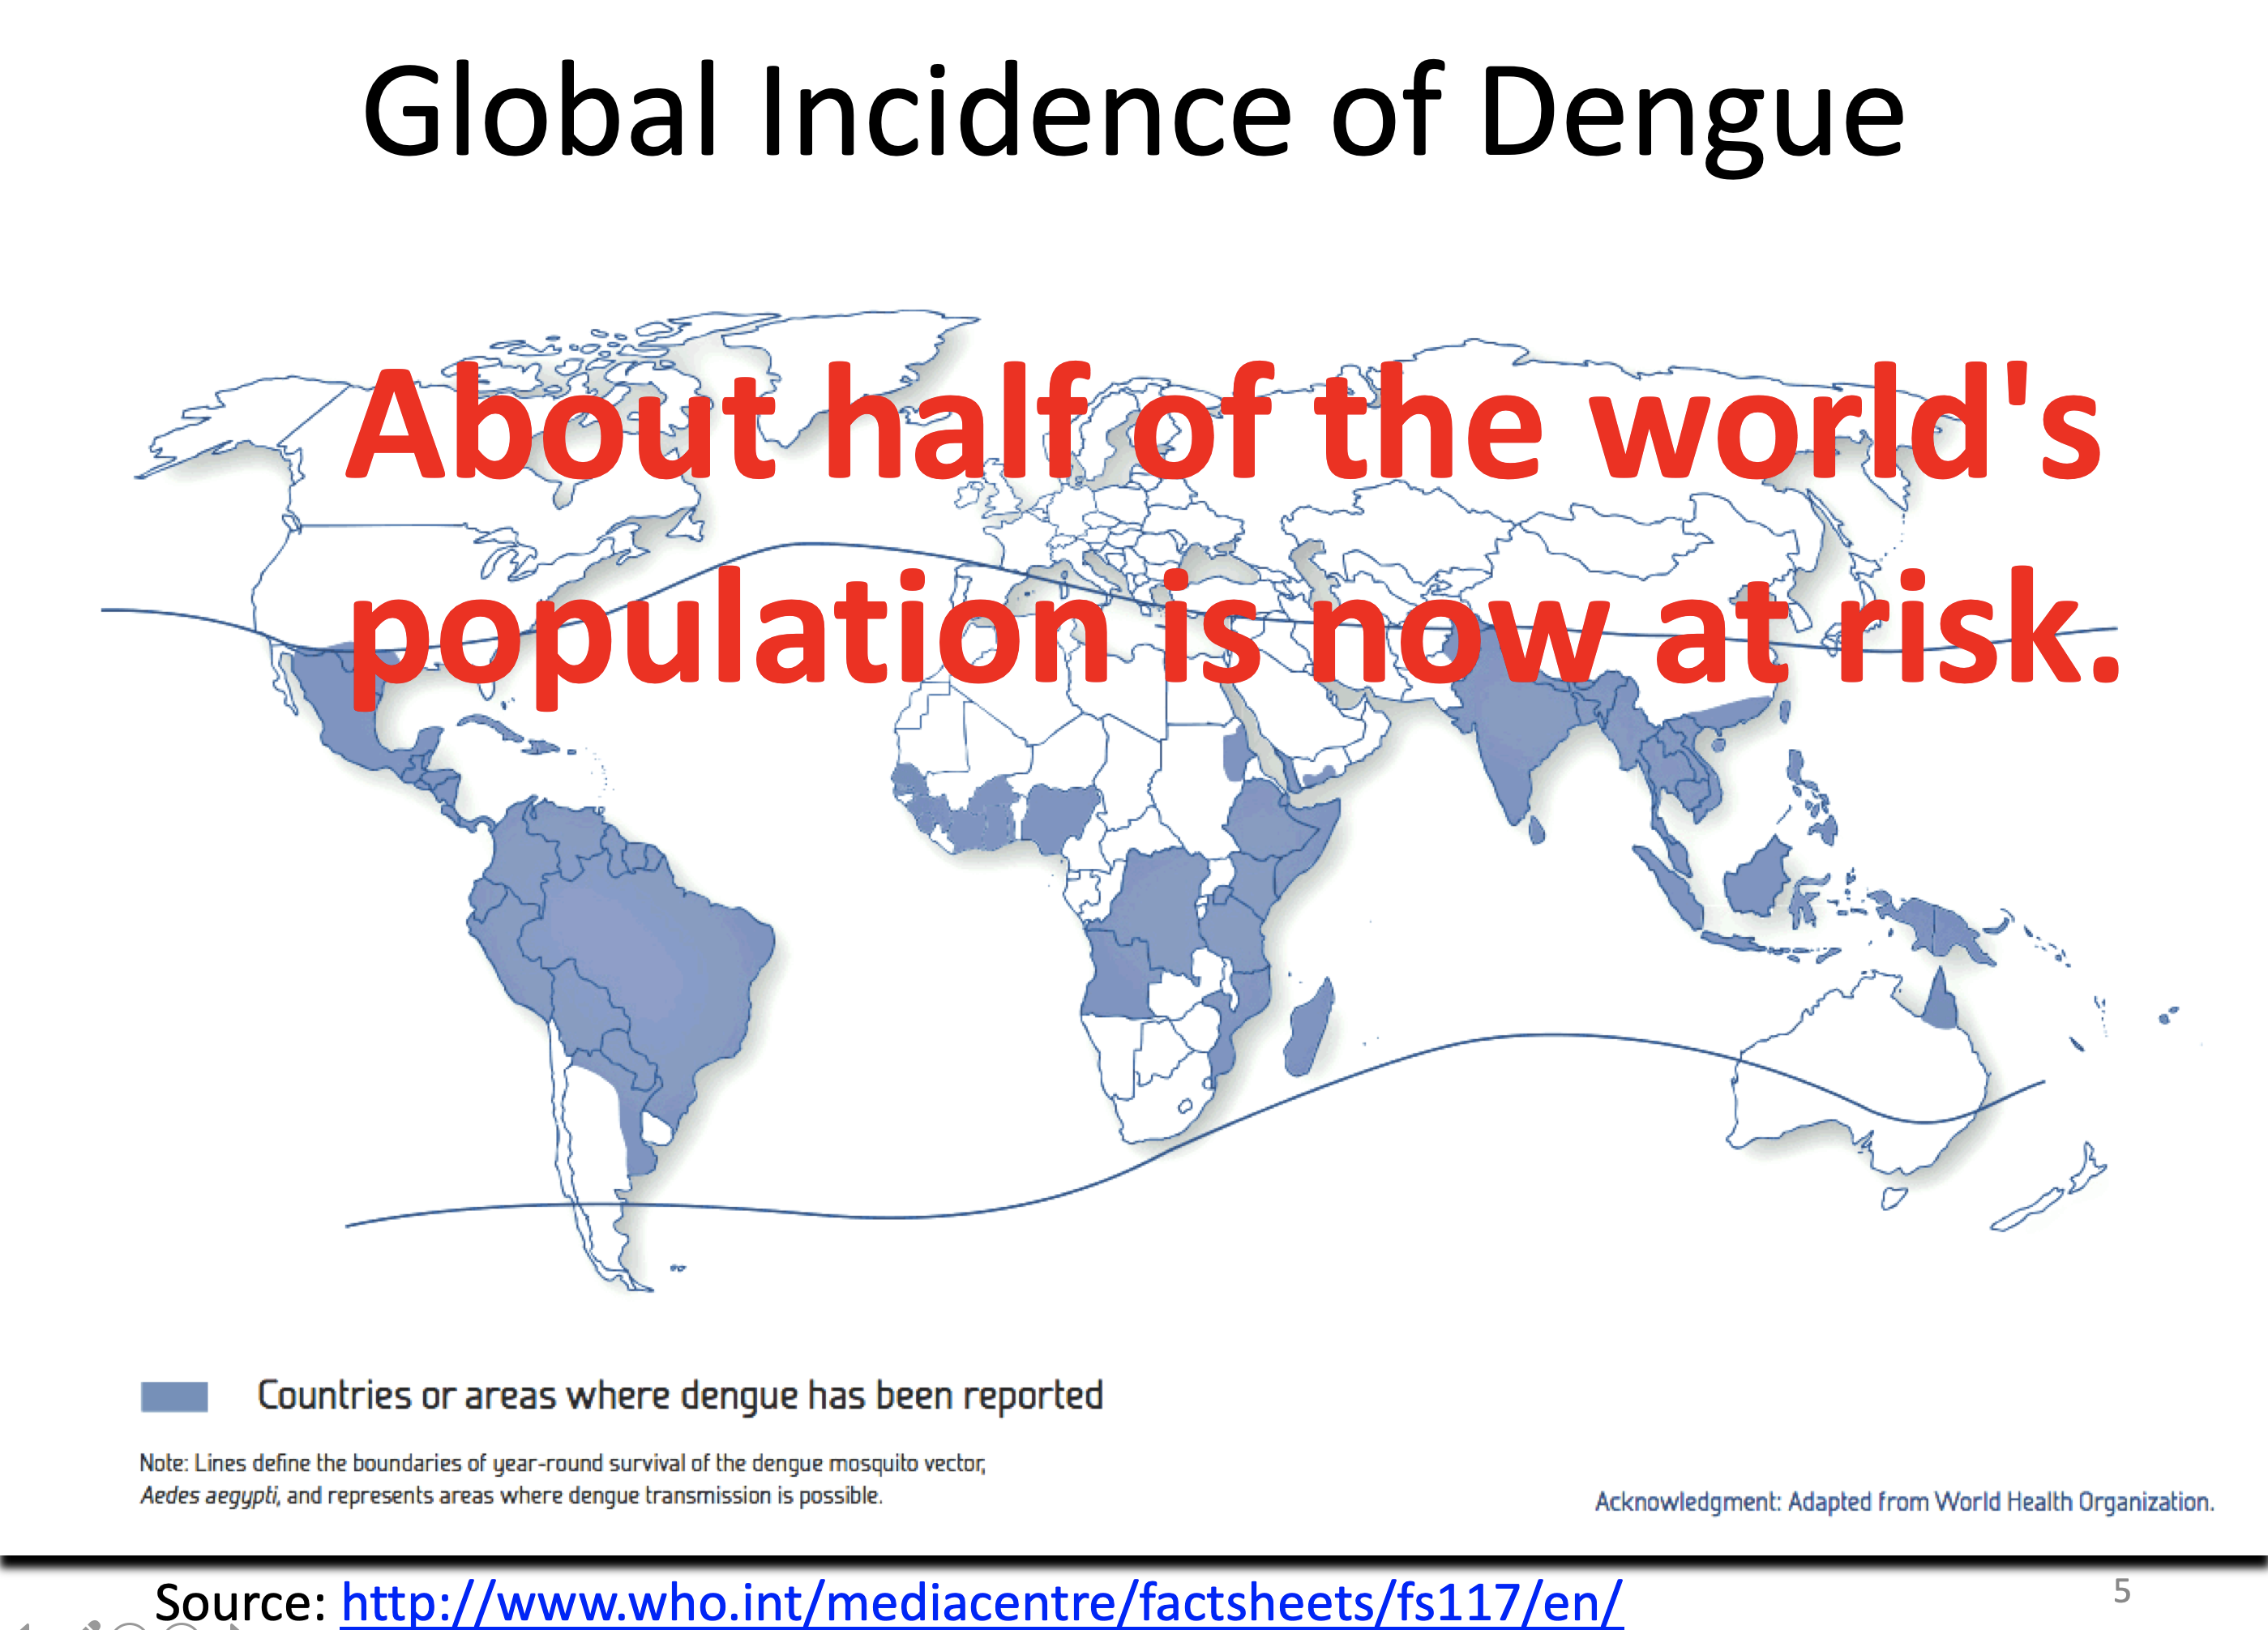 Global Incidence of Dengue
About half of the world's
population is now at risk.
Countries or areas where dengue has been reported
Note: Lines define the boundaries of year-round survival of the dengue mosquito vector,
Aedes aegypti, and represents areas where dengue transmission is possible.
Acknowledgment: Adapted from World Health Organization.
Source: http://www.who.int/mediacentre/factsheets/fs117/en/
5